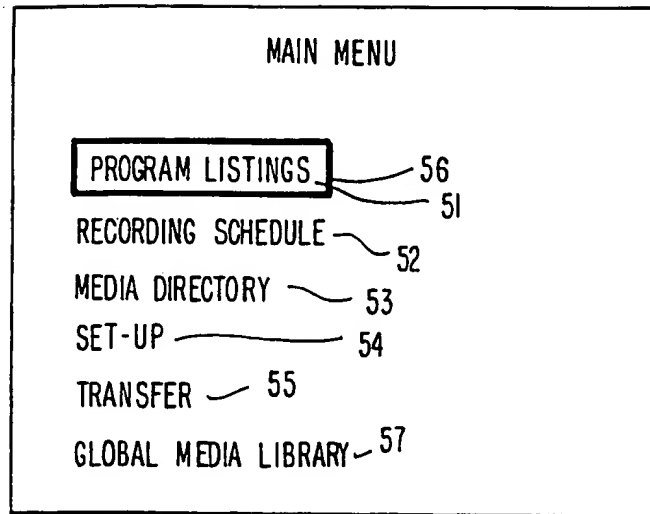 MAIN MENU
PROGRAM LISTINGS 56
51
RECORDING SCHEDULE 52
MEDIA DIRECTORY 53
SET-UP 54
TRANSFER 55
GLOBAL MEDIA LIBRARY 57